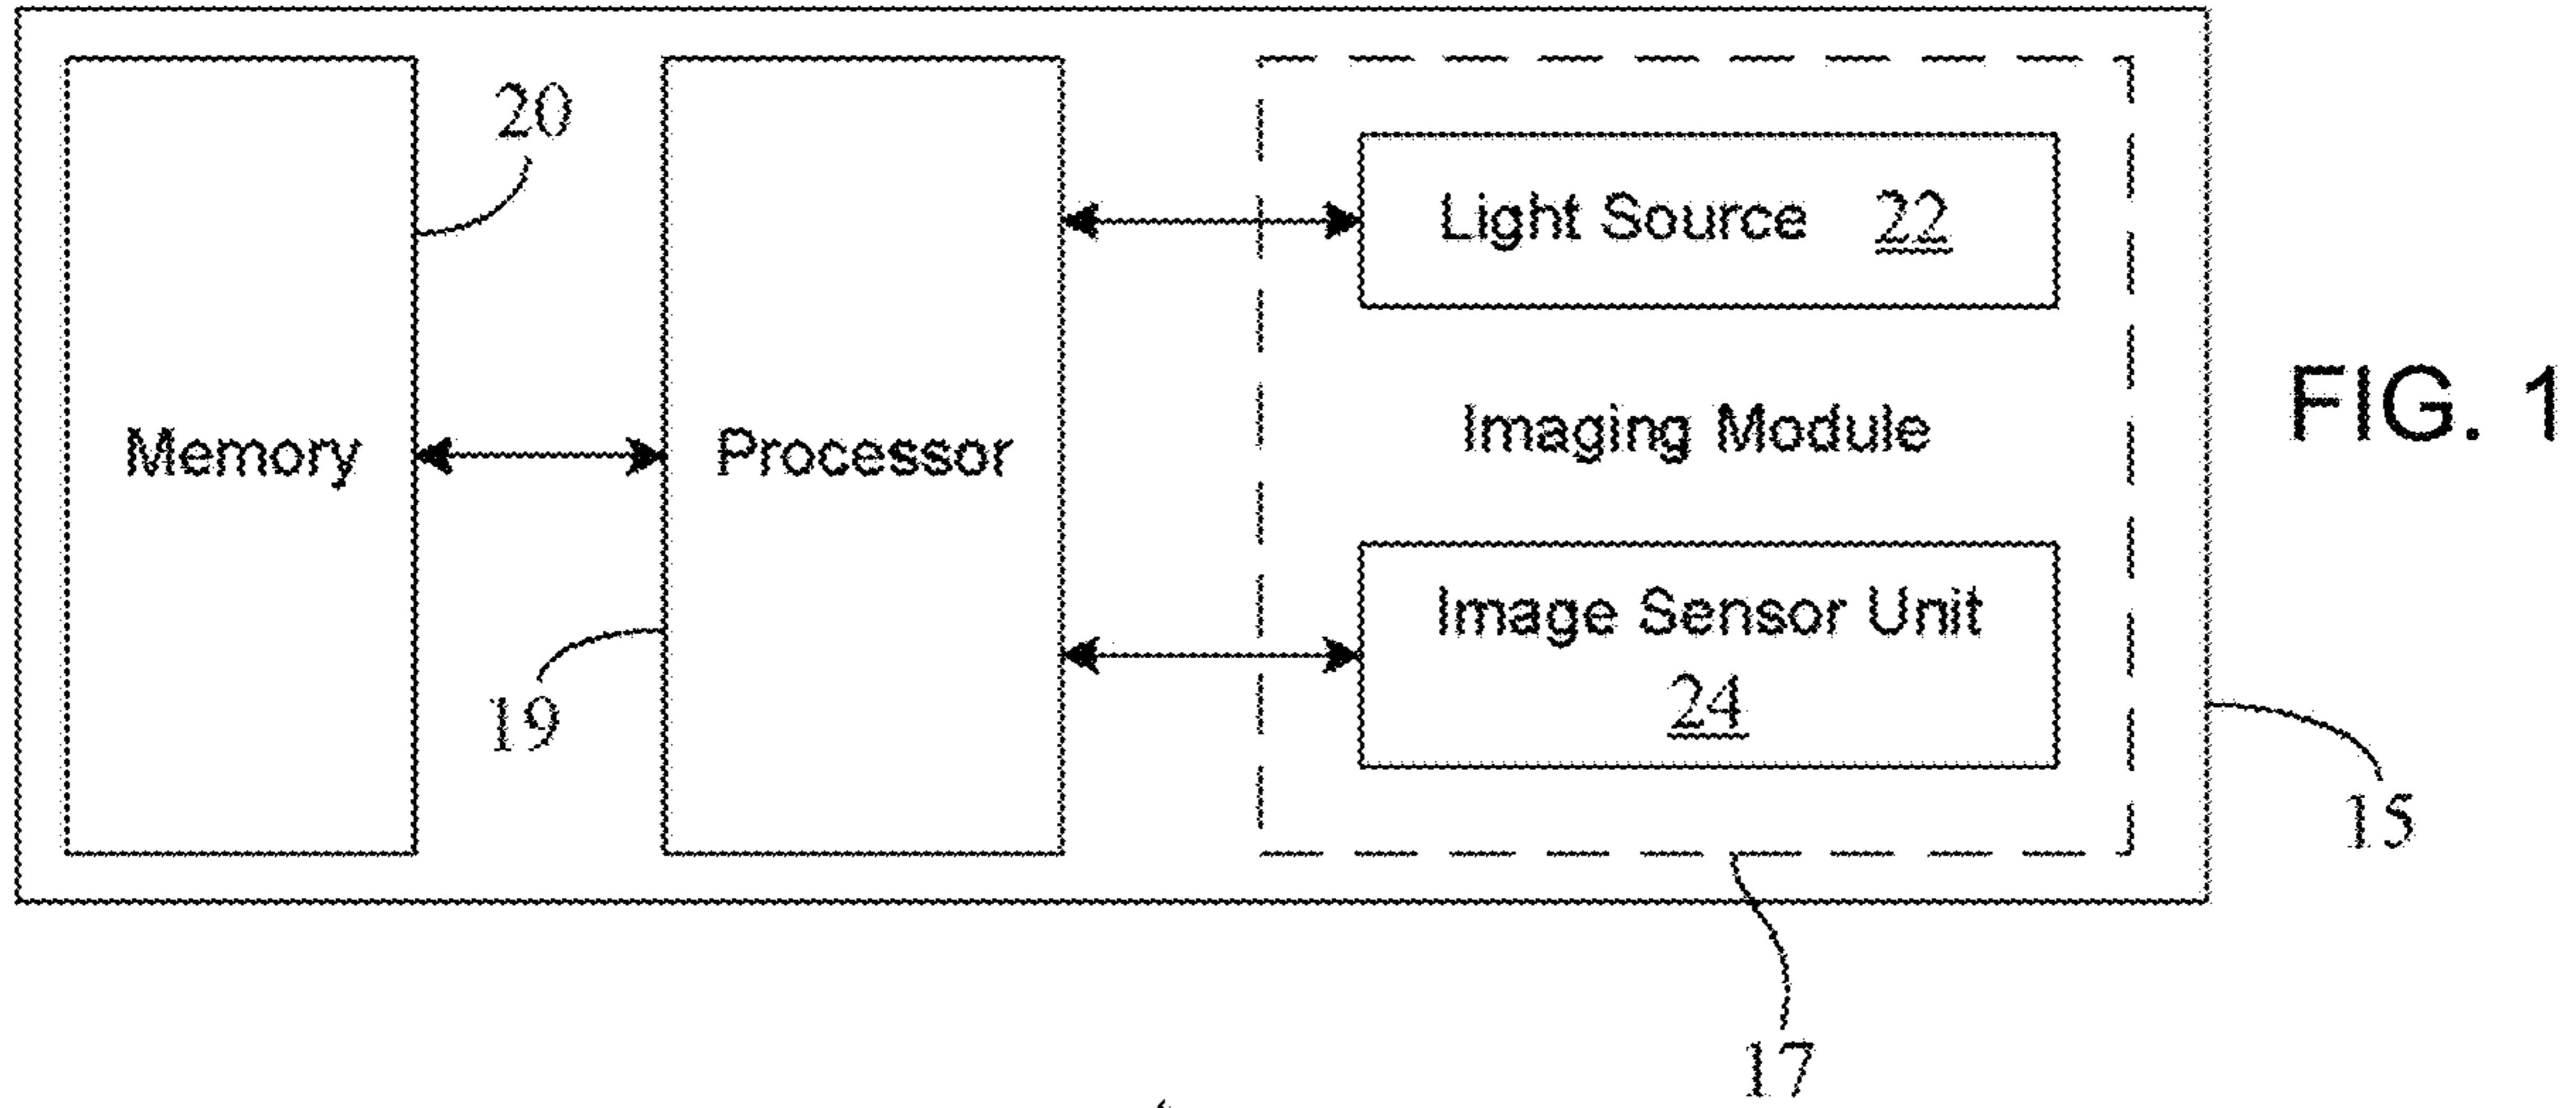 20
Light Source 22
FIG. 1
Memory
Processor
Imaging Module
Image Sensor Unit
24
19
15
17